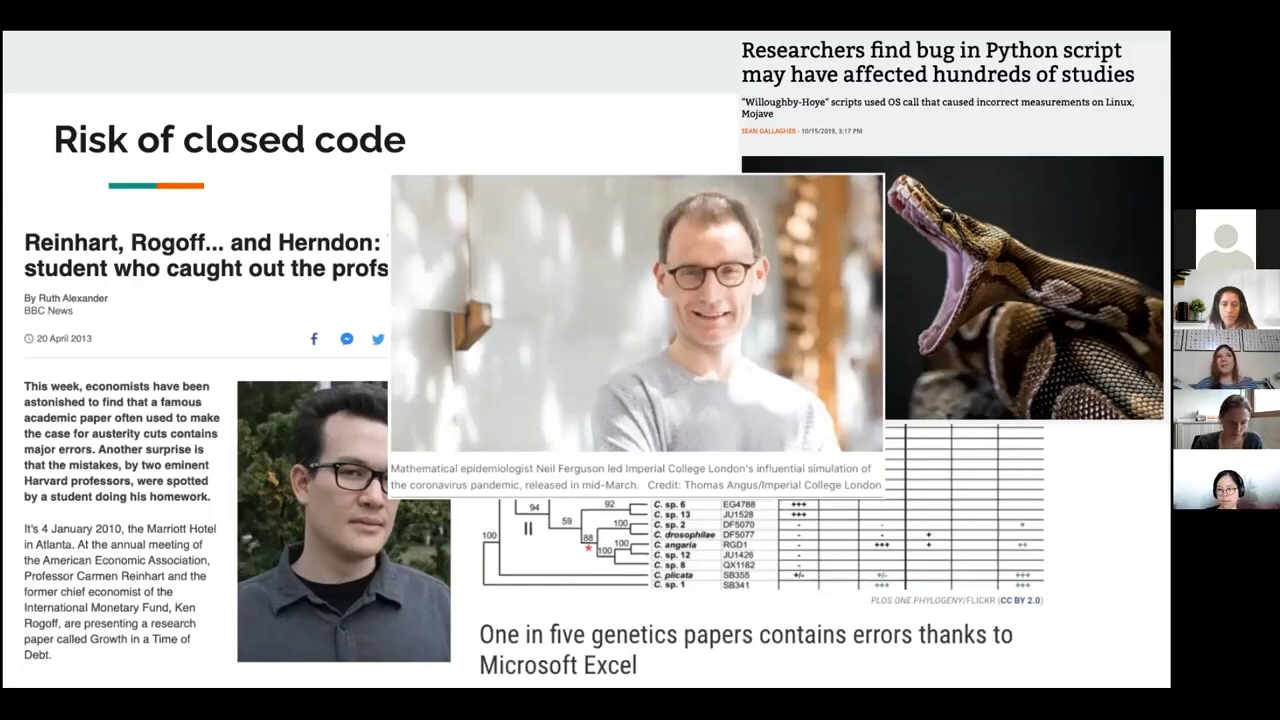 Risk of closed code
Researchers find bug in Python script
may have affected hundreds of studies
"Willoughby-Hoye" scripts used OS call that caused incorrect measurements on Linux,
Mojave
SEAN GALLAGHER - 10/15/2019, 3:17 PM
Reinhart, Rogoff... and Herndon:
student who caught out the profs
By Ruth Alexander
BBC News
20 April 2013
This week, economists have been
astonished to find that a famous
academic paper often used to make
the case for austerity cuts contains
major errors. Another surprise is
that the mistakes, by two eminent
Harvard professors, were spotted
by a student doing his homework.
It's 4 January 2010, the Marriott Hotel
in Atlanta. At the annual meeting of
the American Economic Association,
Professor Carmen Reinhart and the
former chief economist of the
International Monetary Fund, Ken
Rogoff, are presenting a research
paper called Growth in a Time of
Debt.
Mathematical epidemiologist Neil Ferguson led Imperial College London's influential simulation of
the coronavirus pandemic, released in mid-March. Credit: Thomas Angus/Imperial College London
94 92 C. sp. 6 EG4788 +++
II 59 C. sp. 13 JU1528 +++
100 C. sp. 2 DF5070 - - +
100 88 C. drosophilae DF5077 - +
* 100 100 C. angaria RGD1 - +++ + ++
C. sp. 12 JU1426 -
C. sp. 8 QX1182 -
C. plicata SB355 +/- +/- +++
C. sp. 1 SB341 +++ +++
PLOS ONE PHYLOGENY/FLICKR (CC BY 2.0)
One in five genetics papers contains errors thanks to
Microsoft Excel